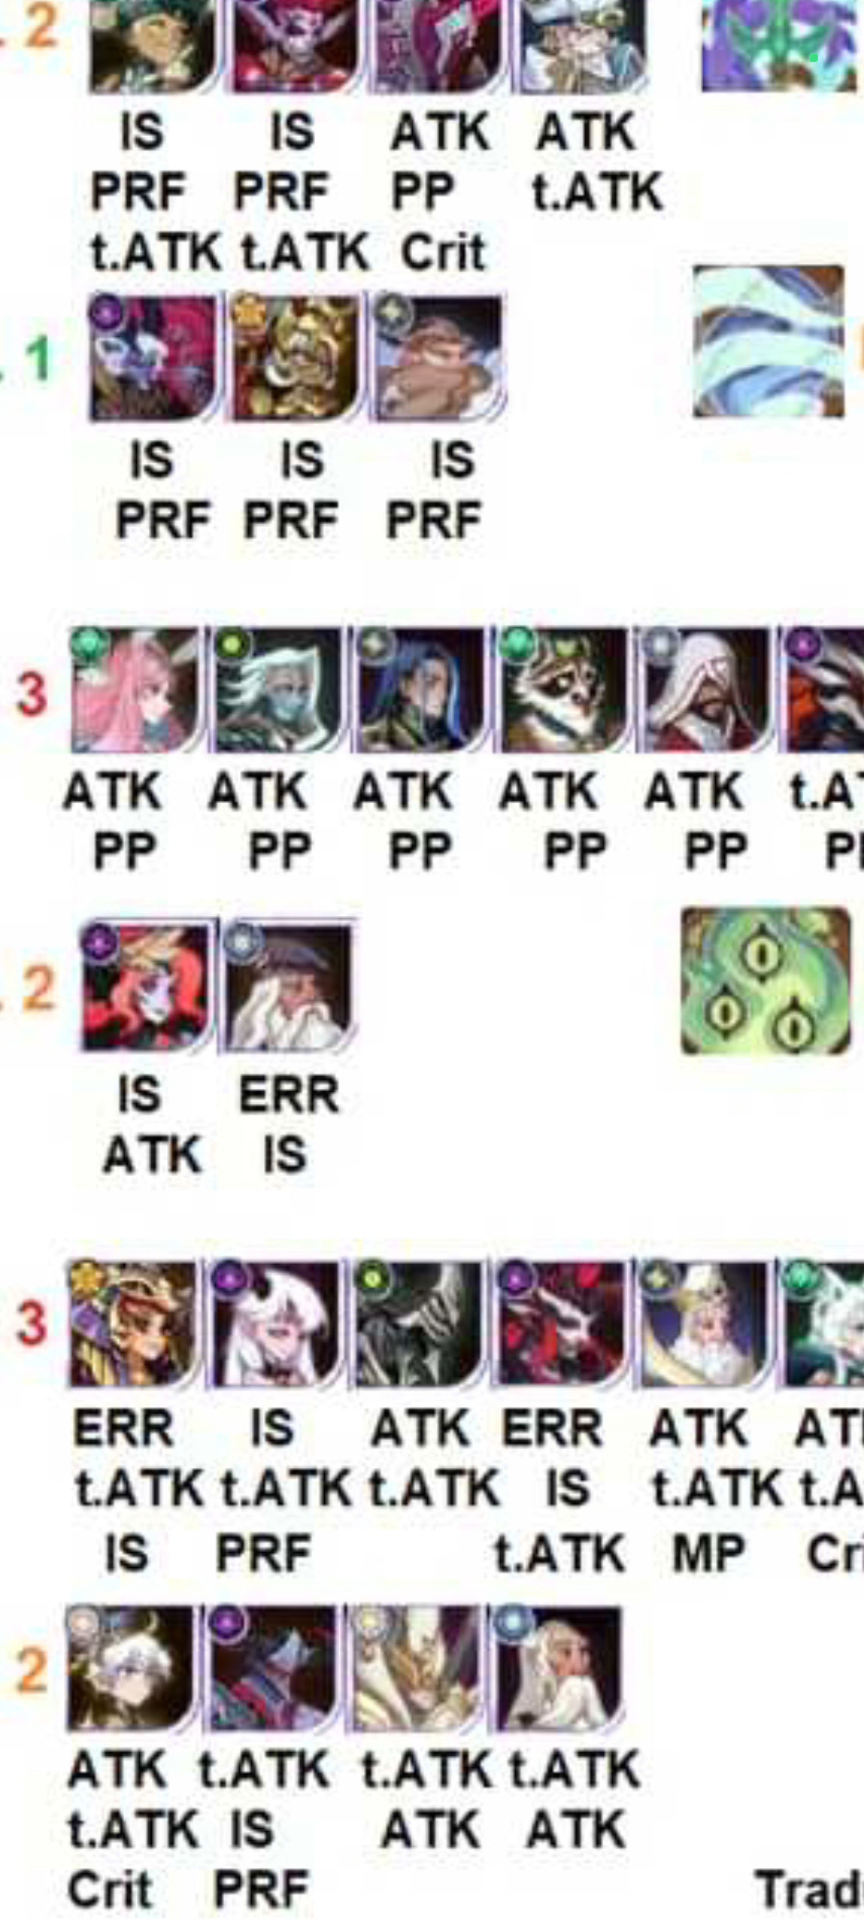 . 2
IS IS ATK ATK
PRF PRF PP t.ATK
t.ATK t.ATK Crit
. 1
IS IS IS
PRF PRF PRF
3
ATK ATK ATK ATK ATK t.A
PP PP PP PP PP
. 2
IS ERR
ATK IS
3
ERR IS ATK ERR ATK AT
t.ATK t.ATK t.ATK IS t.ATK t.A
IS PRF t.ATK MP Cri
2
ATK t.ATK t.ATK t.ATK
t.ATK IS ATK ATK
Crit PRF
Trad